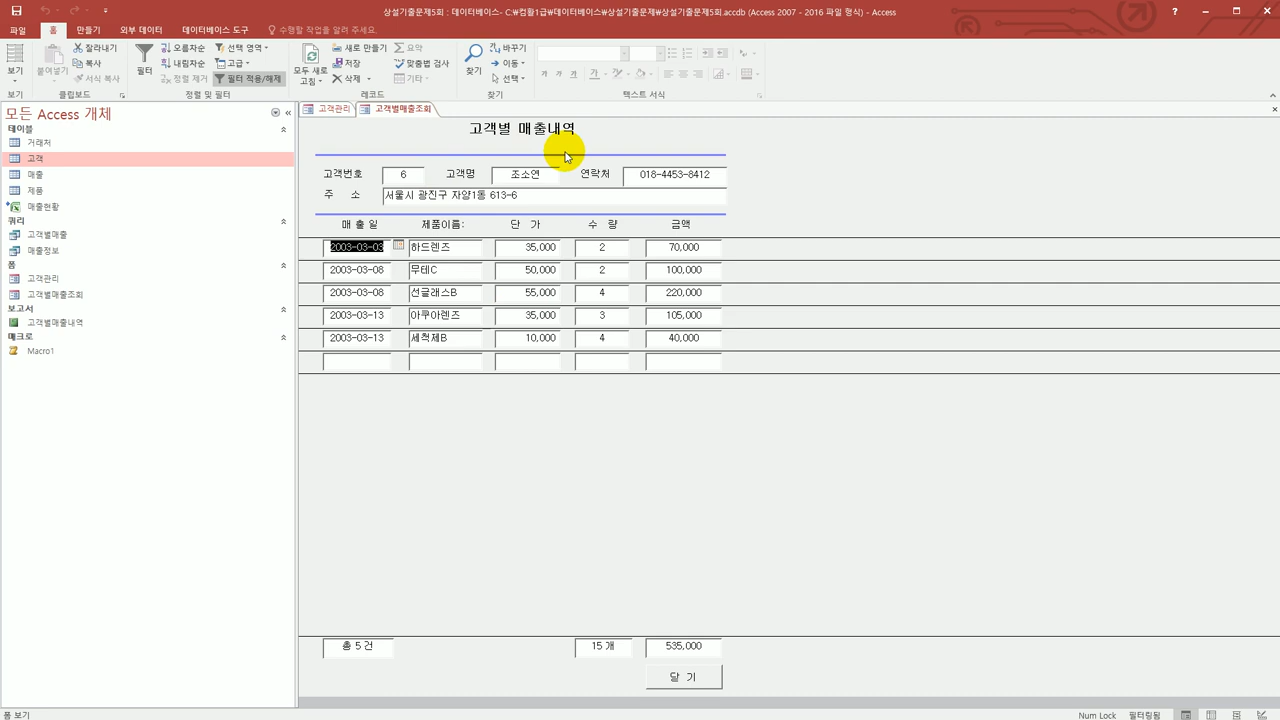 상설기출문제5회 : 데이터베이스- C:₩컴활1급₩데이터베이스₩상설기출문제₩상설기출문제5회.accdb (Access 2007 - 2016 파일 형식) - Access
파일 홈 만들기 외부 데이터 데이터베이스 도구 수행할 작업을 알려 주세요.
보기 붙여넣기 잘라내기 복사 서식 복사 필터 오름차순 내림차순 정렬 제거 선택 영역 고급 필터 적용/해제 모두 새로 고침 새로 만들기 저장 삭제 요약 맞춤법 검사 기타 찾기 바꾸기 이동 선택
보기 클립보드 정렬 및 필터 레코드 찾기 텍스트 서식
모든 Access 개체
테이블
거래처
고객
매출
제품
매출현황
쿼리
고객별매출
매출정보
폼
고객관리
고객별매출조회
보고서
고객별매출내역
매크로
Macro1
고객관리 고객별매출조회
고객별 매출내역
고객번호 6 고객명 조소연 연락처 018-4453-8412
주 소 서울시 광진구 자양1동 613-6
매 출 일 제품이름: 단 가 수 량 금액
2003-03-03 하드렌즈 35,000 2 70,000
2003-03-08 무테C 50,000 2 100,000
2003-03-08 선글래스B 55,000 4 220,000
2003-03-13 아쿠아렌즈 35,000 3 105,000
2003-03-13 세척제B 10,000 4 40,000
총 5 건 15 개 535,000
닫 기
폼 보기 Num Lock 필터링됨